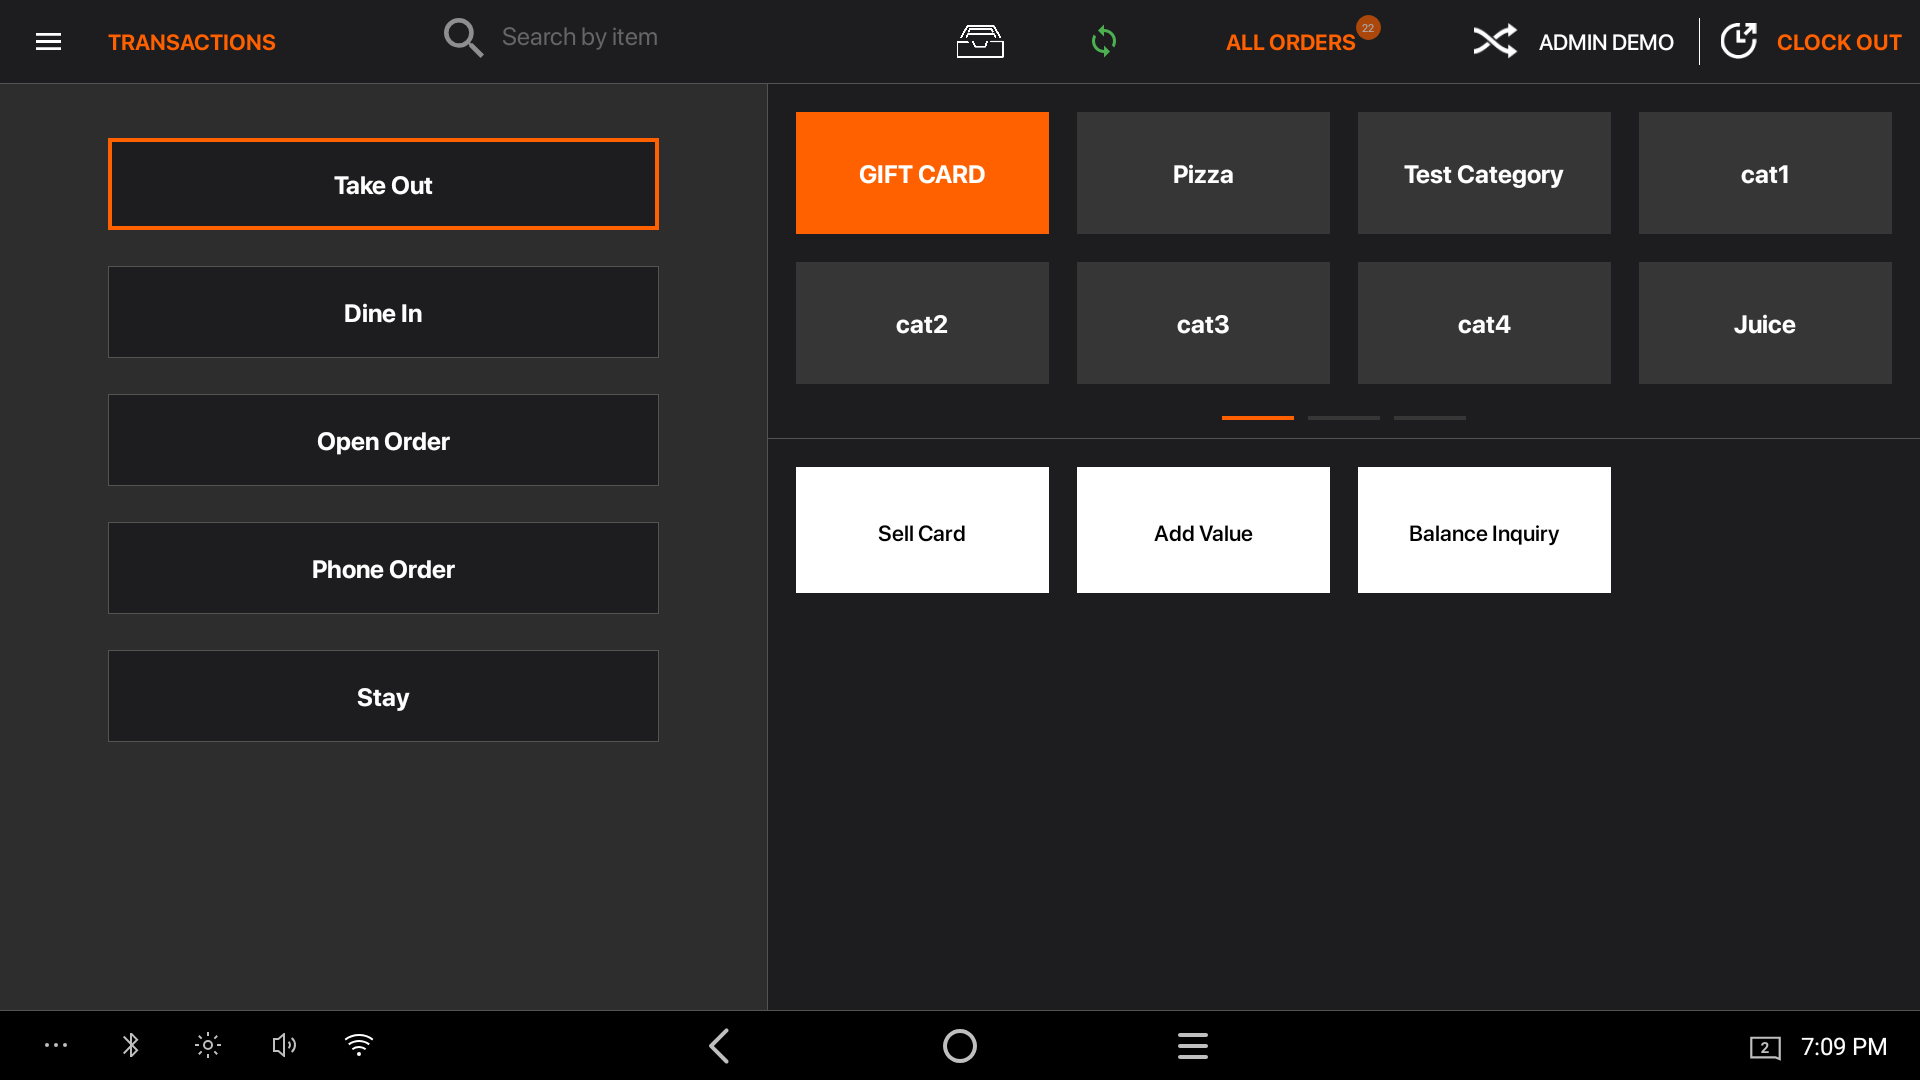 TRANSACTIONS
Search by item
ALL ORDERS 22
ADMIN DEMO
CLOCK OUT
Take Out
Dine In
Open Order
Phone Order
Stay
GIFT CARD
Pizza
Test Category
cat1
cat2
cat3
cat4
Juice
Sell Card
Add Value
Balance Inquiry
2
7:09 PM